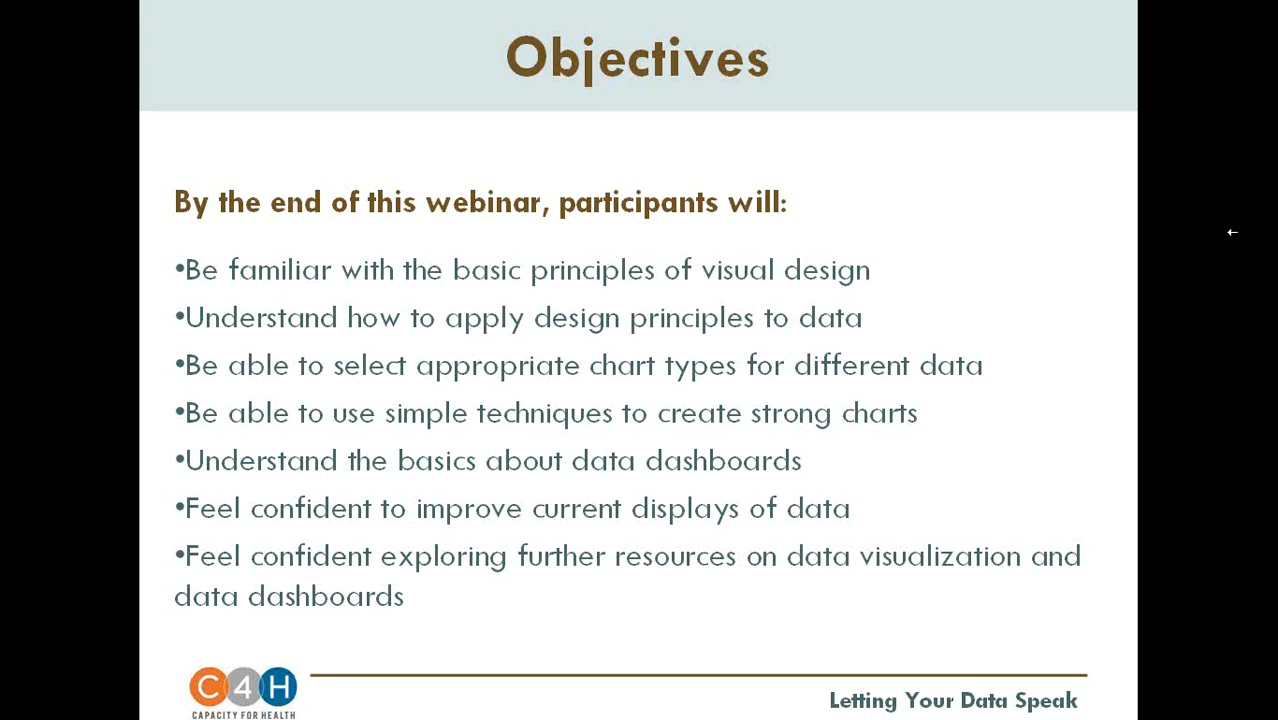 Objectives
By the end of this webinar, participants will:
•Be familiar with the basic principles of visual design
•Understand how to apply design principles to data
•Be able to select appropriate chart types for different data
•Be able to use simple techniques to create strong charts
•Understand the basics about data dashboards
•Feel confident to improve current displays of data
•Feel confident exploring further resources on data visualization and
data dashboards
C4H
CAPACITY FOR HEALTH
Letting Your Data Speak